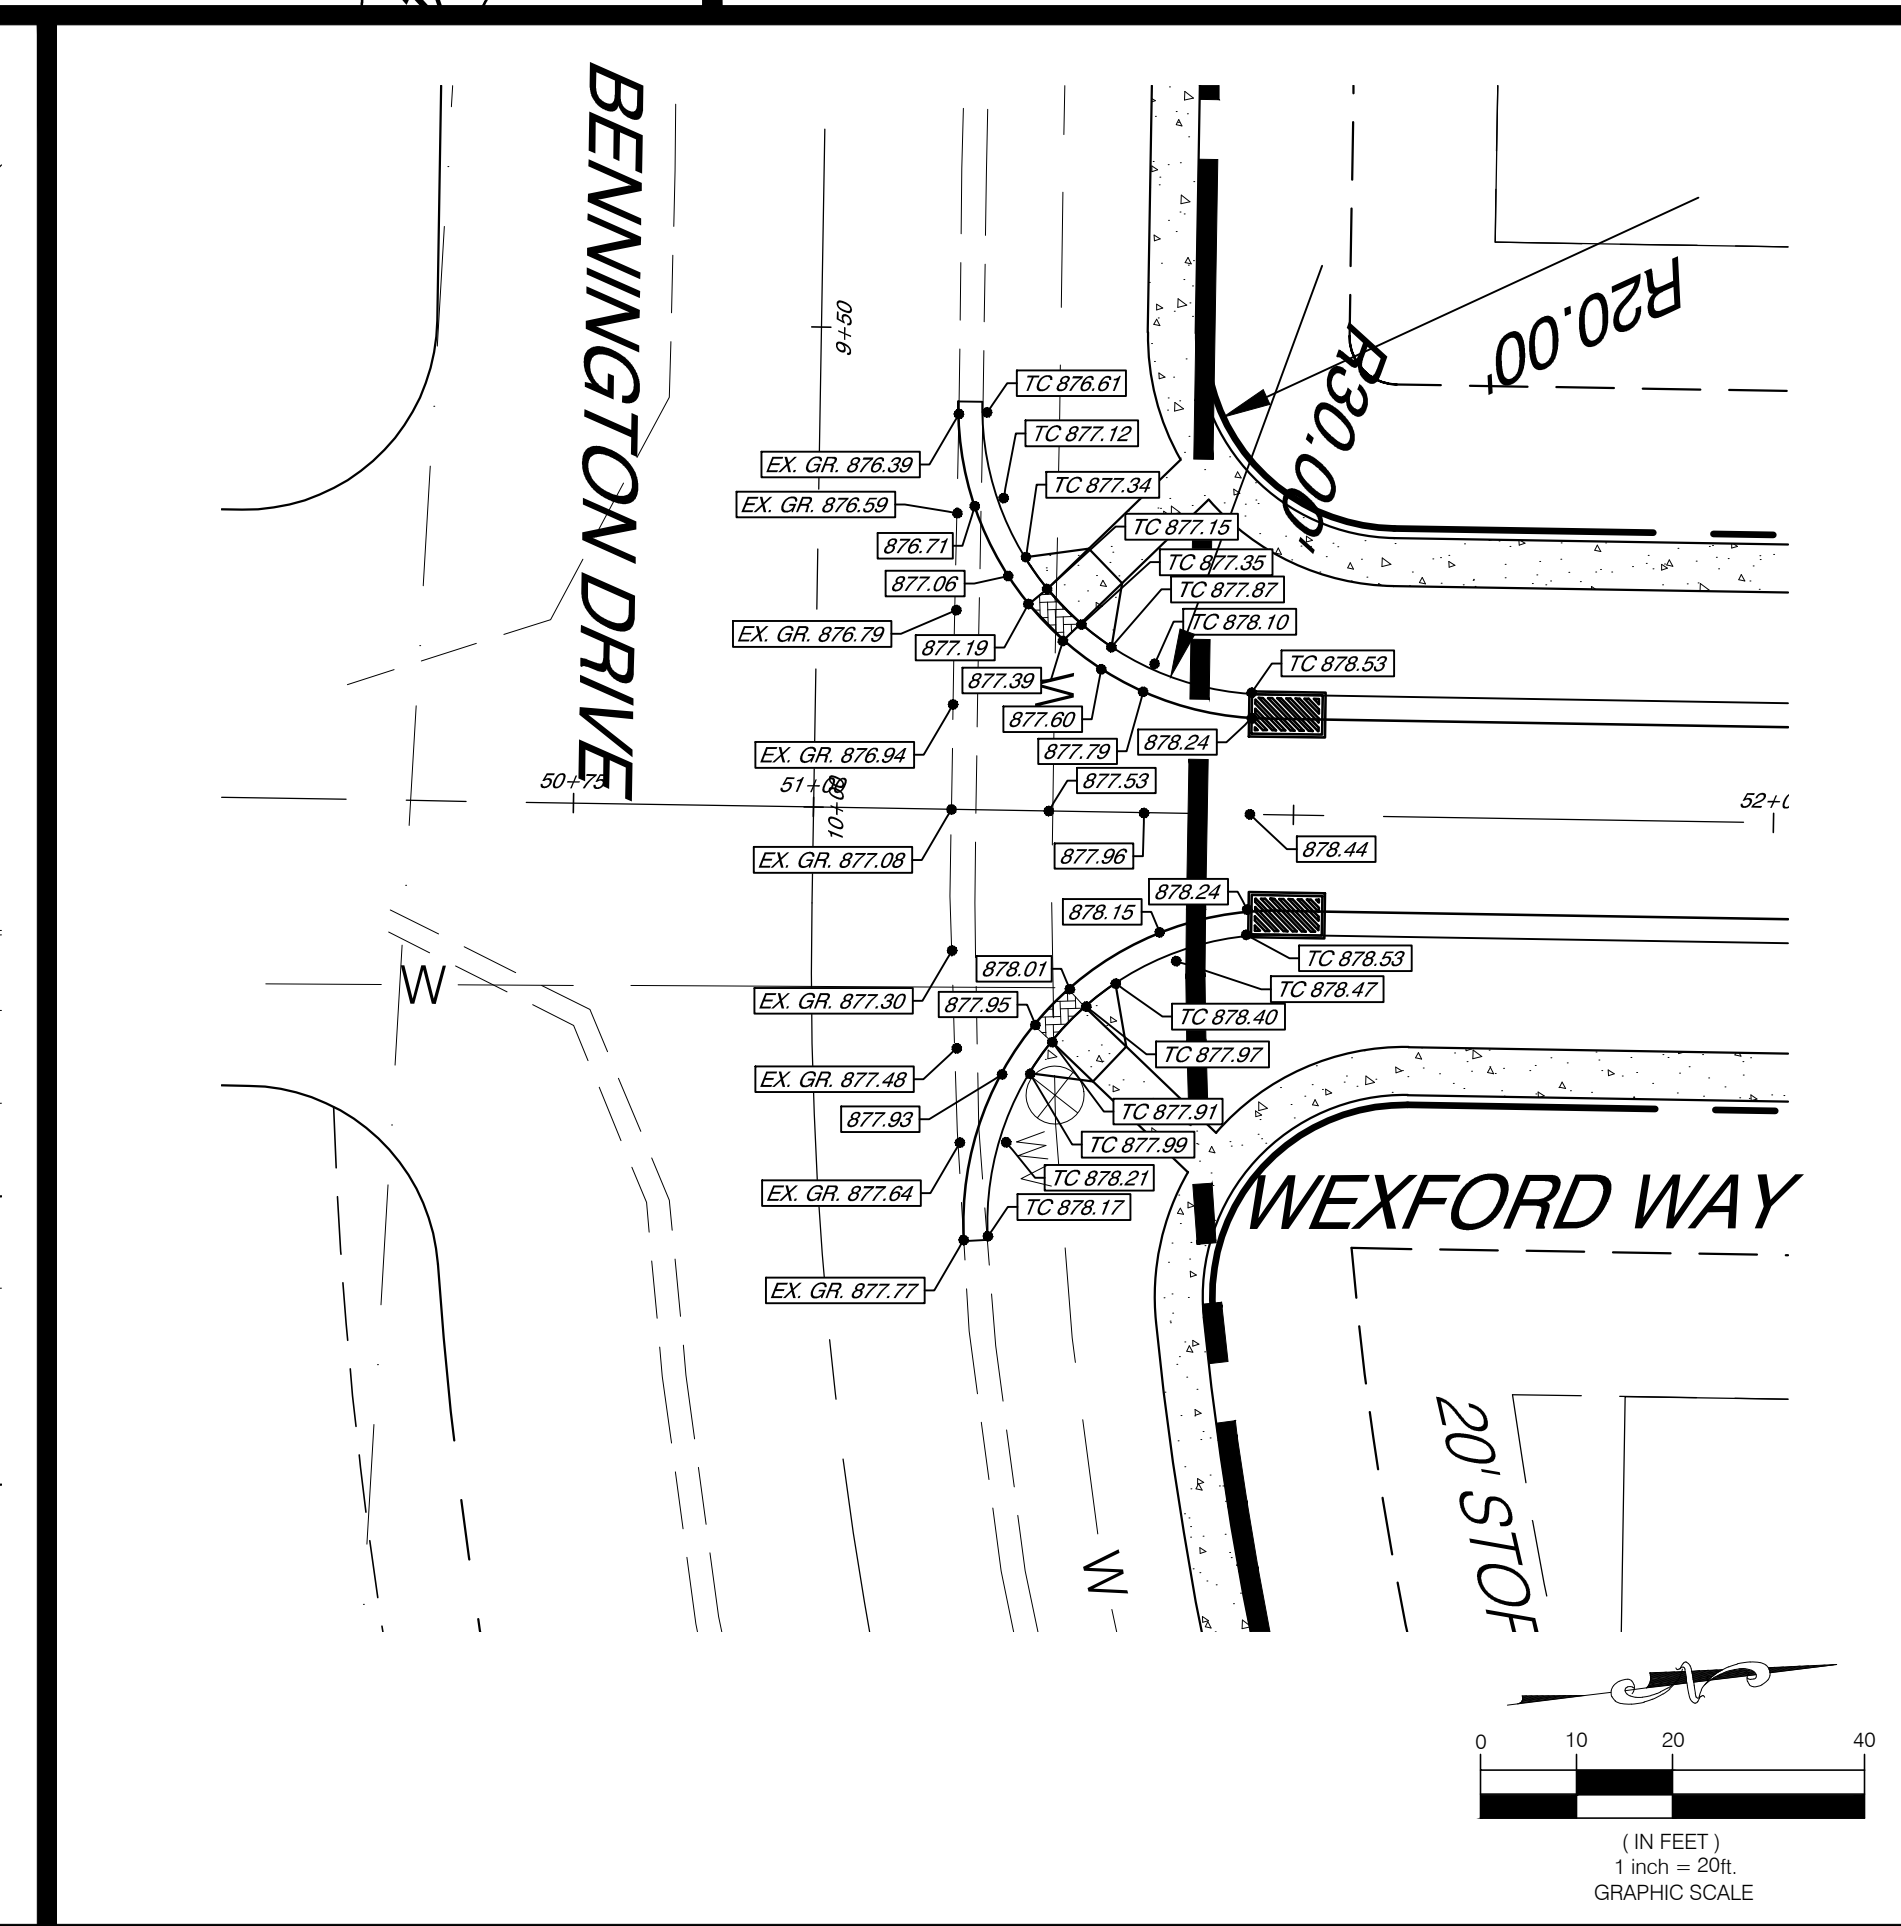 BENNINGTON DRIVE
9+50
R20.00'
R30.00'
TC 876.61
TC 877.12
EX. GR. 876.39
TC 877.34
EX. GR. 876.59
TC 877.15
876.71
TC 877.35
877.06
TC 877.87
TC 878.10
EX. GR. 876.79
877.19
TC 878.53
877.39
W
877.60
878.24
877.79
EX. GR. 876.94
50+75
877.53
10+00
877.96
878.44
EX. GR. 877.08
878.24
878.15
TC 878.53
878.01
W
TC 878.47
EX. GR. 877.30
877.95
TC 878.40
TC 877.97
EX. GR. 877.48
TC 877.91
877.93
TC 877.99
TC 878.21
EX. GR. 877.64
TC 878.17
WEXFORD WAY
EX. GR. 877.77
20' STOR
W
N
0 10 20 40
( IN FEET )
1 inch = 20ft.
GRAPHIC SCALE